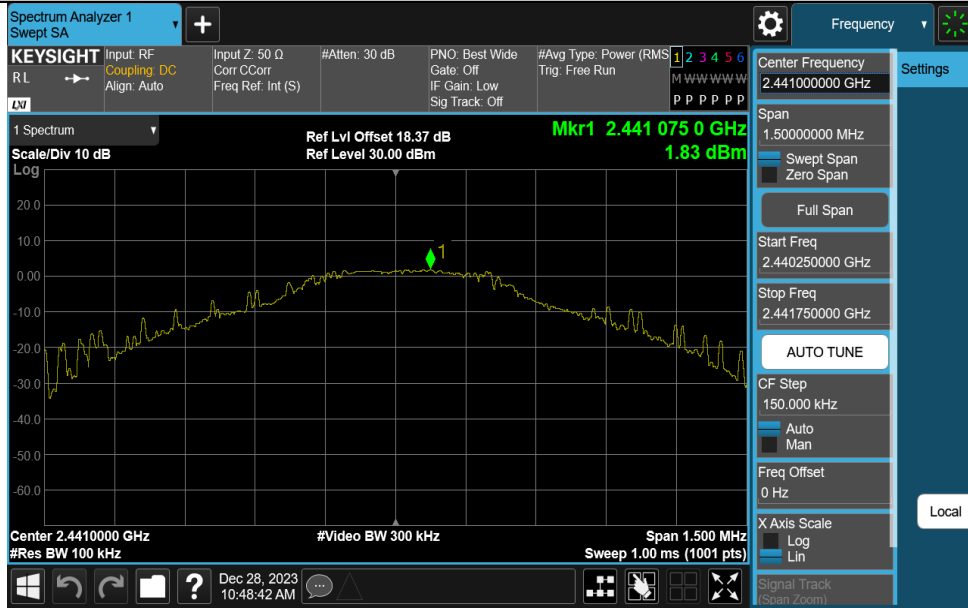 Spectrum Analyzer 1
Swept SA
+
Frequency
KEYSIGHT
R L
LXI
Input: RF
Coupling: DC
Align: Auto
Input Z: 50 Ω
Corr CCorr
Freq Ref: Int (S)
#Atten: 30 dB
PNO: Best Wide
Gate: Off
IF Gain: Low
Sig Track: Off
#Avg Type: Power (RMS
Trig: Free Run
1 2 3 4 5 6
M W W W W W
P P P P P P
1 Spectrum
Scale/Div 10 dB
Log
Ref Lvl Offset 18.37 dB
Ref Level 30.00 dBm
Mkr1 2.441 075 0 GHz
1.83 dBm
1
20.0
10.0
0.00
-10.0
-20.0
-30.0
-40.0
-50.0
-60.0
Center 2.4410000 GHz
#Res BW 100 kHz
#Video BW 300 kHz
Span 1.500 MHz
Sweep 1.00 ms (1001 pts)
Center Frequency
2.441000000 GHz
Span
1.50000000 MHz
Swept Span
Zero Span
Full Span
Start Freq
2.440250000 GHz
Stop Freq
2.441750000 GHz
AUTO TUNE
CF Step
150.000 kHz
Auto
Man
Freq Offset
0 Hz
X Axis Scale
Log
Lin
Signal Track
(Span Zoom)
Settings
Local
?
Dec 28, 2023
10:48:42 AM